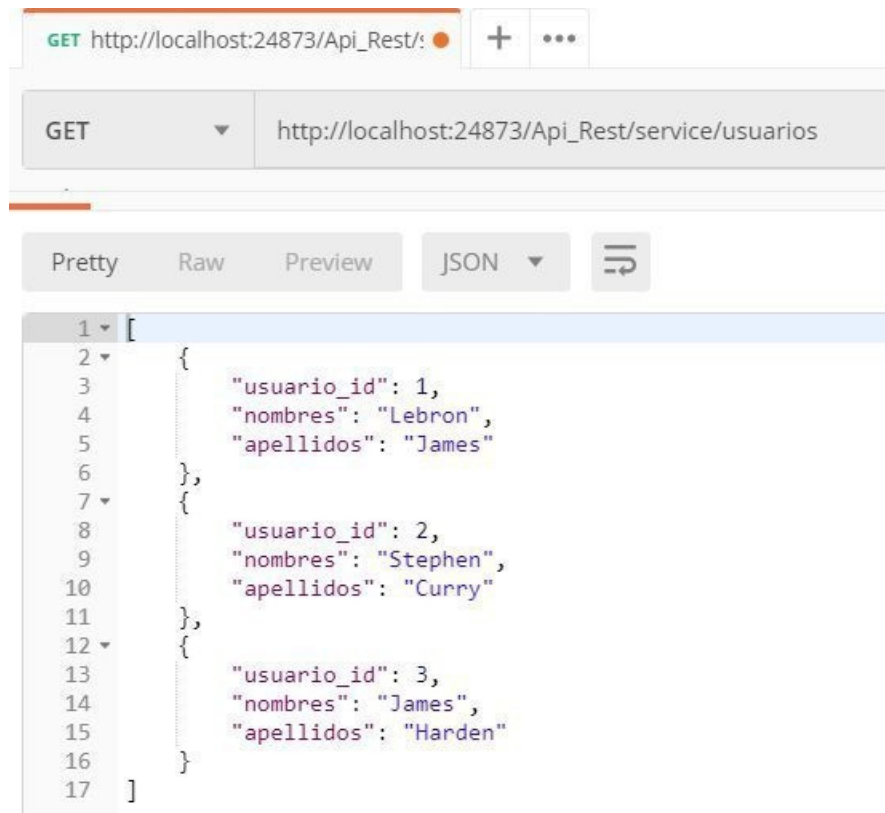 GET http://localhost:24873/Api_Rest/s
GET http://localhost:24873/Api_Rest/service/usuarios
Pretty Raw Preview JSON
1 [
2 {
3 "usuario_id": 1,
4 "nombres": "Lebron",
5 "apellidos": "James"
6 },
7 {
8 "usuario_id": 2,
9 "nombres": "Stephen",
10 "apellidos": "Curry"
11 },
12 {
13 "usuario_id": 3,
14 "nombres": "James",
15 "apellidos": "Harden"
16 }
17 ]